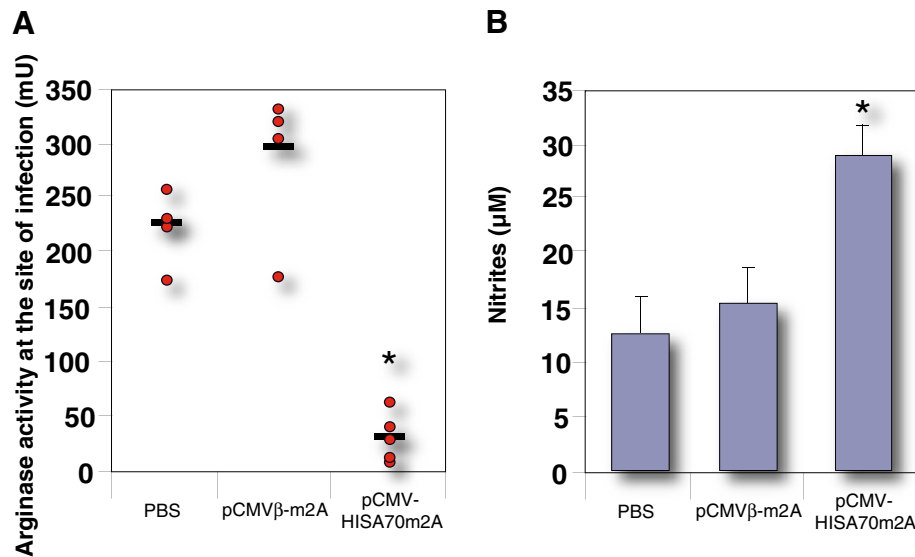 A
Arginase activity at the site of infection (mU)
350
300
250
200
150
100
50
0
*
PBS
pCMVβ-m2A
pCMV-
HISA70m2A
B
Nitrites (µM)
35
30
25
20
15
10
5
0
*
PBS
pCMVβ-m2A
pCMV-
HISA70m2A